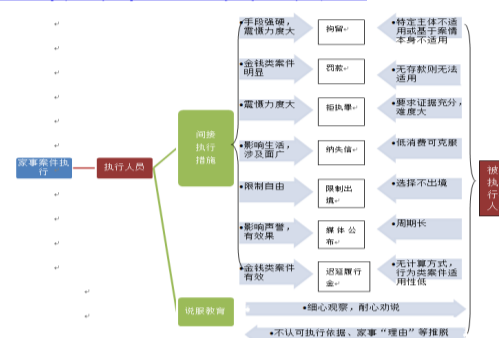 手段强硬，
震慑力度大
拘留
特定主体不适
用或基于案情
本身不适用
金钱类案件
明显
罚款
无存款则无法
适用
震慑力度大
拒执罪
要求证据充分，
难度大
间接
执行
措施
影响生活，
涉及面广
纳失信
低消费可克服
家事案件执
行
执行人员
被
执
行
人
限制自由
限制出
境
选择不出境
影响声誉，
有效果
媒体公
布
周期长
金钱类案件
有效
迟延履行
金
无计算方式，
行为类案件适
用性低
说服教育
细心观察，耐心劝说
不认可执行依据、家事“理由”等推脱